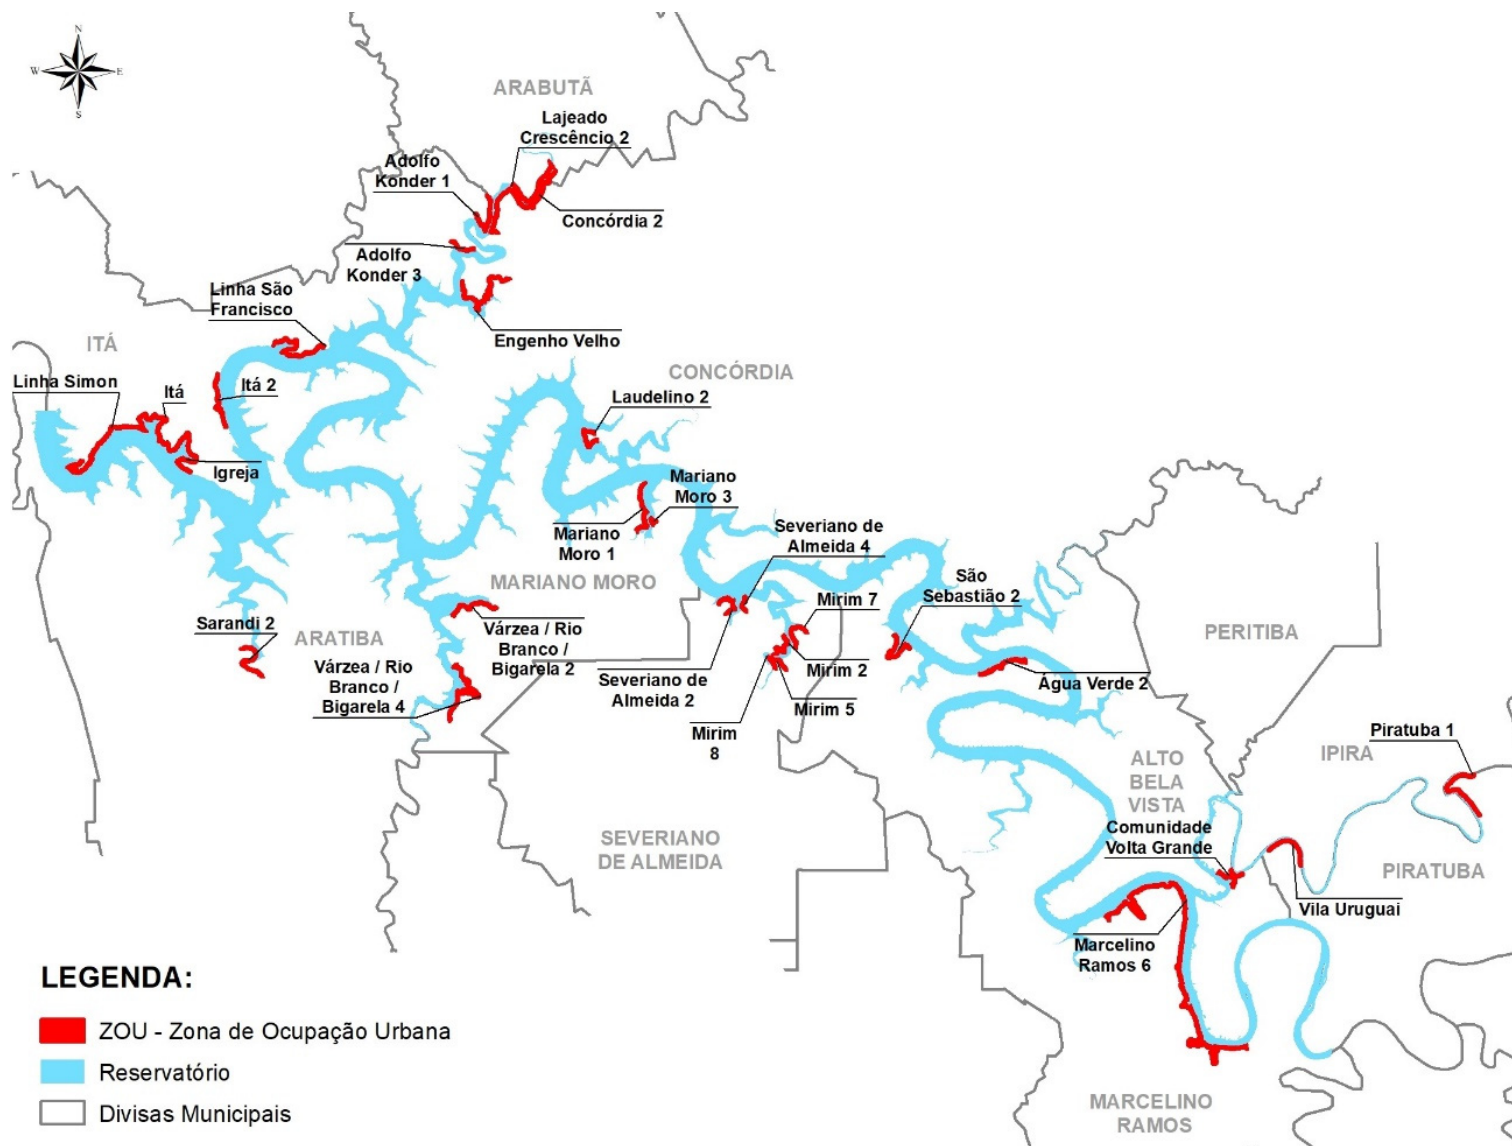 N
W
E
S
ARABUTÃ
Lajeado
Crescêncio 2
Adolfo
Konder 1
Concórdia 2
Adolfo
Konder 3
Linha São
Francisco
Engenho Velho
ITÁ
CONCÓRDIA
Linha Simon
Itá
Itá 2
Laudelino 2
Igreja
Mariano
Moro 3
Mariano
Moro 1
Severiano de
Almeida 4
MARIANO MORO
São
Sebastião 2
Mirim 7
Sarandi 2
ARATIBA
Várzea / Rio
Branco /
Bigarela 2
PERITIBA
Várzea / Rio
Branco /
Bigarela 4
Severiano de
Almeida 2
Mirim 2
Água Verde 2
Mirim 5
Mirim
8
Piratuba 1
IPIRA
ALTO
BELA
VISTA
SEVERIANO
DE ALMEIDA
Comunidade
Volta Grande
PIRATUBA
Vila Uruguai
Marcelino
Ramos 6
LEGENDA:
ZOU - Zona de Ocupação Urbana
Reservatório
Divisas Municipais
MARCELINO
RAMOS